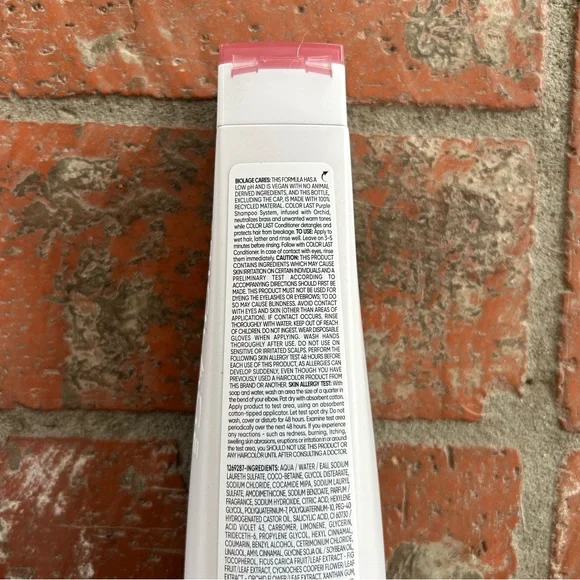 BIOLAGE CARES: THIS FORMULA HAS A
LOW pH AND IS VEGAN WITH NO ANIMAL
DERIVED INGREDIENTS, AND THIS BOTTLE,
EXCLUDING THE CAP, IS MADE WITH 100%
RECYCLED MATERIAL. COLOR LAST Purple
Shampoo System, infused with Orchid,
neutralizes brass and unwanted warm tones
while COLOR LAST Conditioner detangles and
protects hair from breakage. TO USE: Apply to
wet hair, lather and rinse well. Leave on 3-5
minutes before rinsing. Follow with COLOR LAST
Conditioner. In case of contact with eyes, rinse
them immediately. CAUTION: THIS PRODUCT
CONTAINS INGREDIENTS WHICH MAY CAUSE
SKIN IRRITATION ON CERTAIN INDIVIDUALS AND A
PRELIMINARY TEST ACCORDING TO
ACCOMPANYING DIRECTIONS SHOULD FIRST BE
MADE. THIS PRODUCT MUST NOT BE USED FOR
DYEING THE EYELASHES OR EYEBROWS; TO DO
SO MAY CAUSE BLINDNESS. AVOID CONTACT
WITH EYES AND SKIN (OTHER THAN AREAS OF
APPLICATION). IF CONTACT OCCURS, RINSE
THOROUGHLY WITH WATER. KEEP OUT OF REACH
OF CHILDREN. DO NOT INGEST. WEAR DISPOSABLE
GLOVES WHEN APPLYING. WASH HANDS
THOROUGHLY AFTER USE. DO NOT USE ON
SENSITIVE OR IRRITATED SCALPS. PERFORM THE
FOLLOWING SKIN ALLERGY TEST 48 HOURS BEFORE
EACH USE OF THIS PRODUCT, AS ALLERGIES CAN
DEVELOP SUDDENLY, EVEN THOUGH YOU HAVE
PREVIOUSLY USED A HAIRCOLOR PRODUCT FROM
THIS BRAND OR ANOTHER. SKIN ALLERGY TEST: With
soap and water, wash an area the size of a quarter in
the bend of your elbow. Pat dry with absorbent cotton.
Apply product to test area, using an absorbent
cotton-tipped applicator. Let test spot dry. Do not
wash, cover or disturb for 48 hours. Examine test area
periodically over the next 48 hours. If you experience
any reactions - such as redness, burning, itching,
swelling skin abrasions, eruptions or irritation in or around
the test area, you SHOULD NOT USE THIS PRODUCT OR
ANY HAIRCOLOR UNTIL AFTER CONSULTING A DOCTOR.
1269287-INGREDIENTS: AQUA / WATER / EAU, SODIUM
LAURETH SULFATE, COCO-BETAINE, GLYCOL DISTEARATE,
SODIUM CHLORIDE, COCAMIDE MIPA, SODIUM LAURYL
SULFATE, AMODIMETHICONE, SODIUM BENZOATE, PARFUM /
FRAGRANCE, SODIUM HYDROXIDE, CITRIC ACID, HEXYLENE
GLYCOL, POLYQUATERNIUM-7, POLYQUATERNIUM-10, PEG-40
HYDROGENATED CASTOR OIL, SALICYLIC ACID, CI 60730 /
ACID VIOLET 43, CARBOMER, LIMONENE, GLYCERIN,
TRIDECETH-6, PROPYLENE GLYCOL, HEXYL CINNAMAL,
COUMARIN, BENZYL ALCOHOL, CETRIMONIUM CHLORIDE,
LINALOOL, AMYL CINNAMAL, GLYCINE SOJA OIL / SOYBEAN OIL,
TOCOPHEROL, FICUS CARICA FRUIT/LEAF EXTRACT - FIG
FRUIT/LEAF EXTRACT, CYNOCHES COOPERI FLOWER/LEAF
EXTRACT - ORCHID FLOWER / LEAF EXTRACT, XANTHAN GUM,